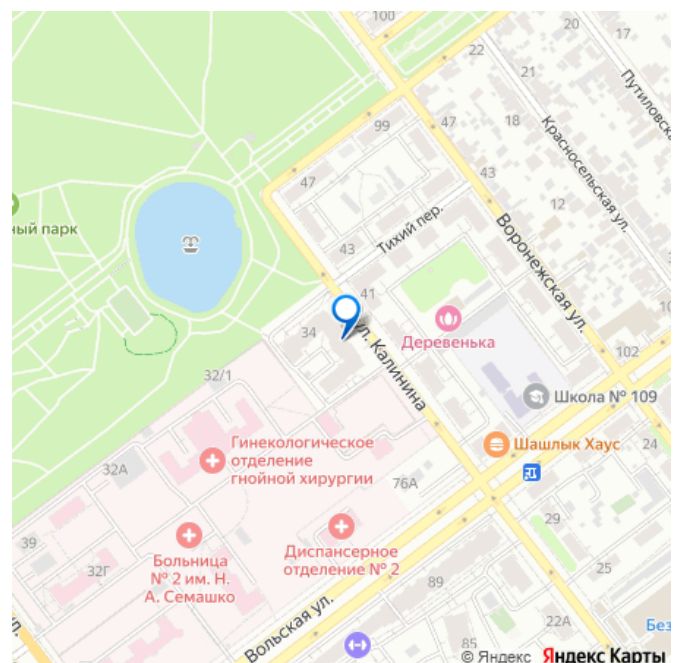 100
20
17
22
21
Путиловска
99
47
18
Красносельская ул.
47
43
12
ный парк
43
Тихий пер.
Воронежская ул.
41
34
ул. Калинина
Деревенька
102
10
32/1
Школа № 109
Гинекологическое
отделение
гнойной хирургии
Шашлык Хаус
24
32А
76А
29
39
32Г
Больница
№ 2 им. Н.
А. Семашко
Диспансерное
отделение № 2
89
25
Вольская ул.
22А
Без
© Яндекс Яндекс Карты